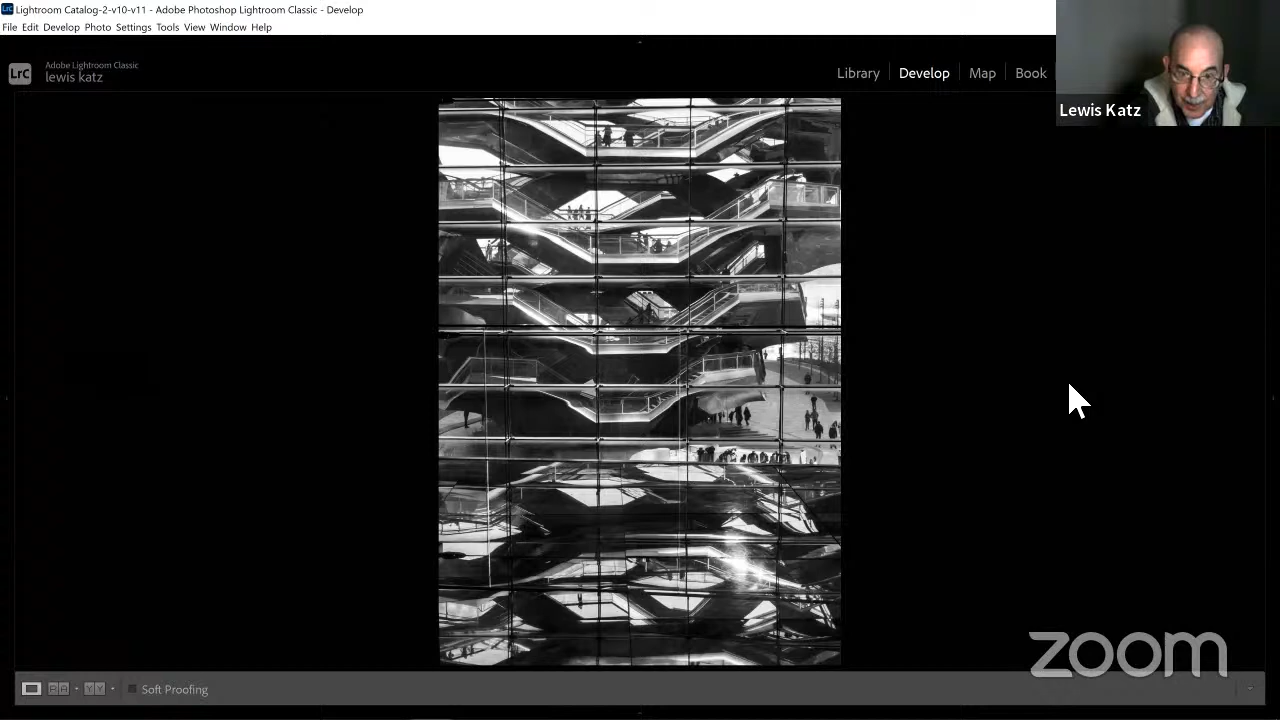 Lightroom Catalog-2-v10-v11 - Adobe Photoshop Lightroom Classic - Develop
File Edit Develop Photo Settings Tools View Window Help
LrC
Adobe Lightroom Classic
lewis katz
Library | Develop | Map | Book
Lewis Katz
zoom
Soft Proofing